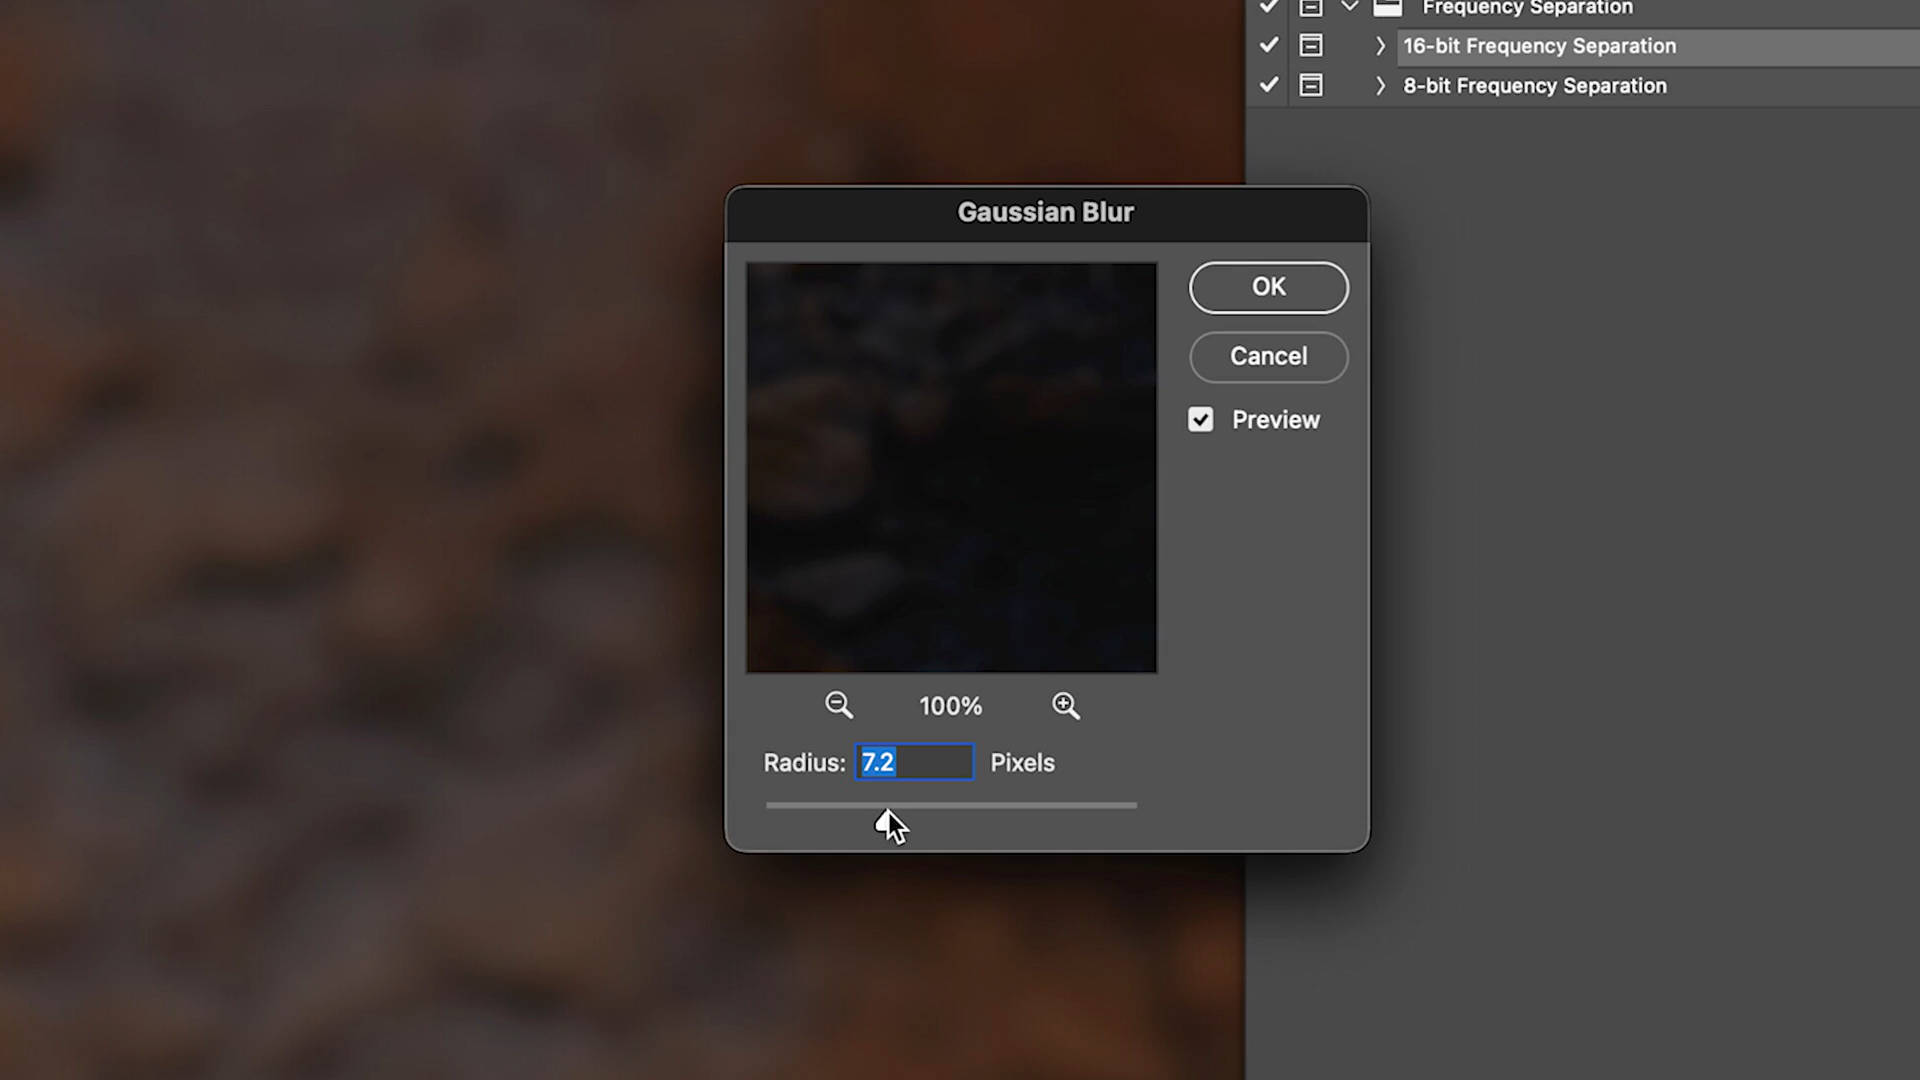 Frequency Separation
16-bit Frequency Separation
8-bit Frequency Separation
Gaussian Blur
OK
Cancel
Preview
100%
Radius: 7.2 Pixels